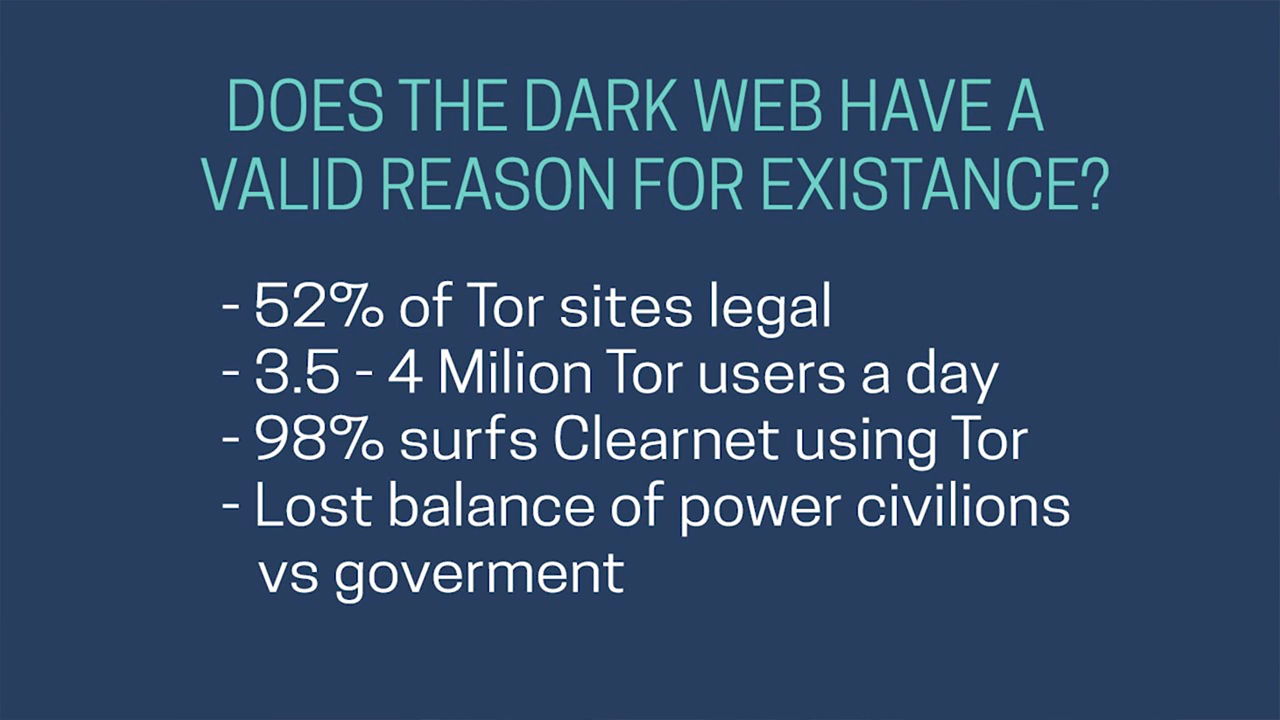 DOES THE DARK WEB HAVE A
VALID REASON FOR EXISTANCE?
- 52% of Tor sites legal
- 3.5 - 4 Milion Tor users a day
- 98% surfs Clearnet using Tor
- Lost balance of power civilions
vs goverment